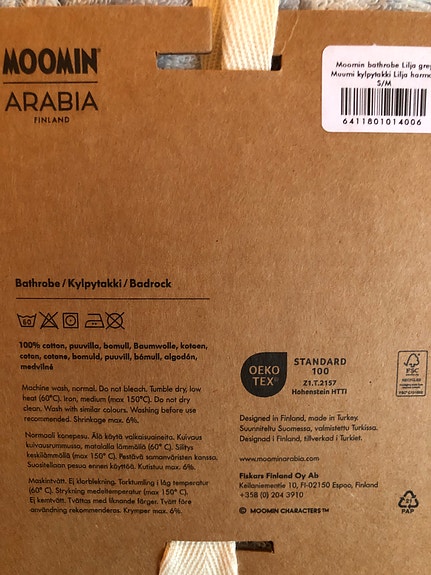 MOOMIN
ARABIA
FINLAND
Moomin bathrobe Lilja grey
Muumi kylpytakki Lilja harma
S/M
6411801014006
Bathrobe / Kylpytakki / Badrock
60
100% cotton, puuvilla, bomull, Baumwolle, katoen,
coton, cotone, bomuld, puuvill, bómull, algodón,
medvilnė
Machine wash, normal. Do not bleach. Tumble dry, low
heat (60°C). Iron, medium (max 150°C). Do not dry
clean. Wash with similar colours. Washing before use
recommended. Shrinkage max. 6%.
Normaali konepesu. Älä käytä valkaisuainetta. Kuivaus
kuivausrummussa, matalalla lämmöllä (60°C). Silitys
keskilämmöllä (max 150°C). Pestävä samanväristen kanssa.
Suositellaan pesua ennen käyttöä. Kutistuu max. 6%.
Maskintvätt. Ej klorblekning. Torktumling i låg temperatur
(60°C). Strykning medeltemperatur (max 150°C).
Ej kemtvätt. Tvättas med liknande färger. Tvätt före
användning rekommenderas. Krymper max. 6%.
OEKO
TEX®
STANDARD
100
Z1.T.2157
Hohenstein HTTI
FSC
Designed in Finland, made in Turkey.
Suunniteltu Suomessa, valmistettu Turkissa.
Designad i Finland, tillverkad i Turkiet.
www.moominarabia.com
Fiskars Finland Oy Ab
Keilaniementie 10, FI-02150 Espoo, Finland
+358 (0) 204 3910
© MOOMIN CHARACTERS™
21
PAP